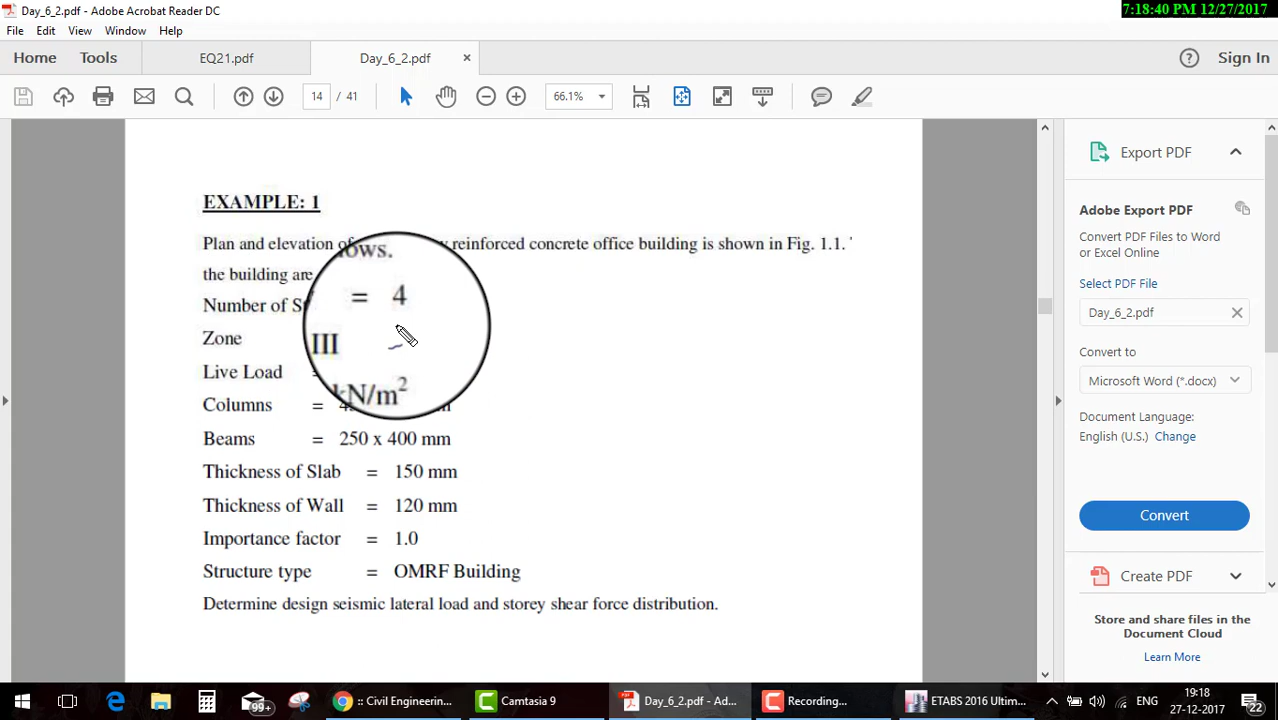 Day_6_2.pdf - Adobe Acrobat Reader DC
7:18:40 PM 12/27/2017
File Edit View Window Help
Home Tools EQ21.pdf Day_6_2.pdf × ? Sign In
14 / 41 66.1%
EXAMPLE: 1
Plan and elevation of reinforced concrete office building is shown in Fig. 1.1.
the building are lows.
Number of = 4
Zone III
Live Load = kN/m²
Columns =
Beams = 250 x 400 mm
Thickness of Slab = 150 mm
Thickness of Wall = 120 mm
Importance factor = 1.0
Structure type = OMRF Building
Determine design seismic lateral load and storey shear force distribution.
Export PDF
Adobe Export PDF
Convert PDF Files to Word
or Excel Online
Select PDF File
Day_6_2.pdf
Convert to
Microsoft Word (*.docx)
Document Language:
English (U.S.) Change
Convert
Create PDF
Store and share files in the
Document Cloud
Learn More
99+ :: Civil Engineerin... Camtasia 9 Day_6_2.pdf - Ad... Recording... ETABS 2016 Ultim... ENG 19:18
27-12-2017 22